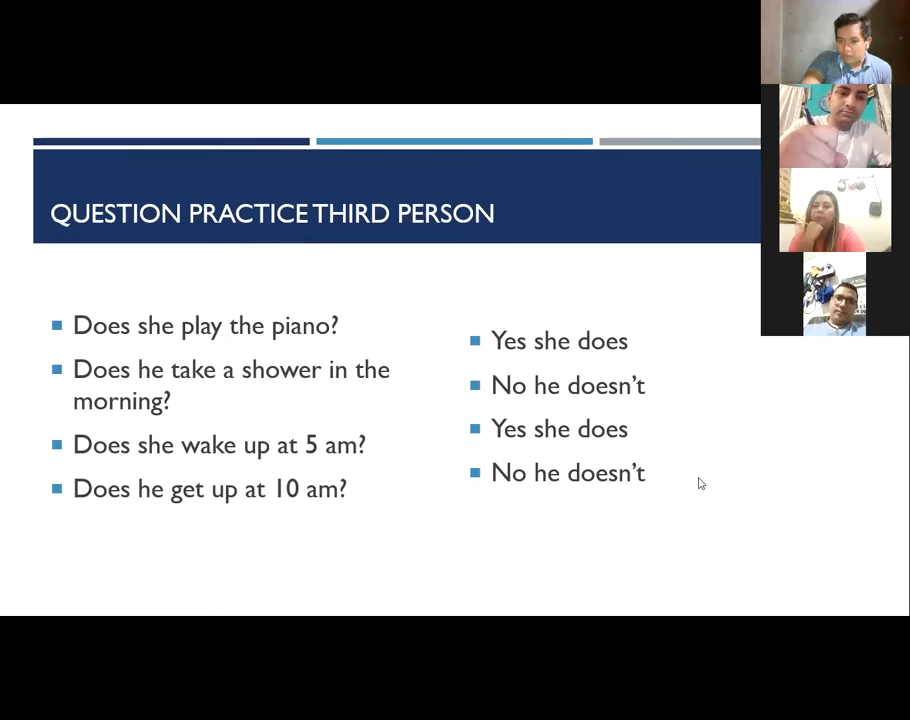 QUESTION PRACTICE THIRD PERSON
Does she play the piano?
Does he take a shower in the
morning?
Does she wake up at 5 am?
Does he get up at 10 am?
Yes she does
No he doesn’t
Yes she does
No he doesn’t